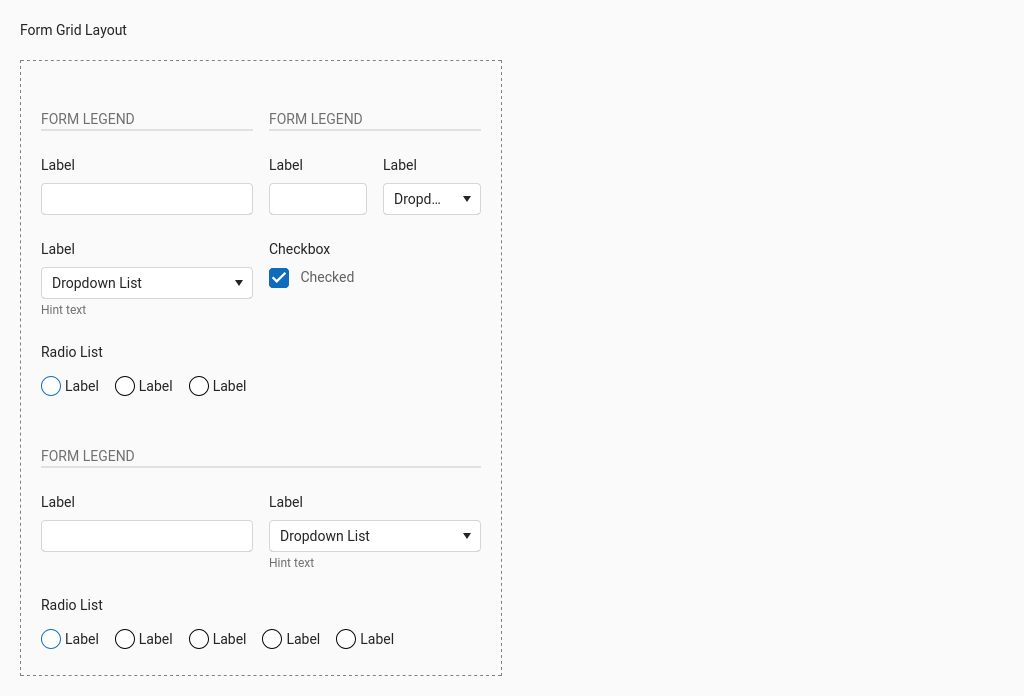 Form Grid Layout
FORM LEGEND
Label
Label
Dropdown List
Hint text
Radio List
Label Label Label
FORM LEGEND
Label Label
Dropd...
Checkbox
Checked
FORM LEGEND
Label Label
Dropdown List
Hint text
Radio List
Label Label Label Label Label